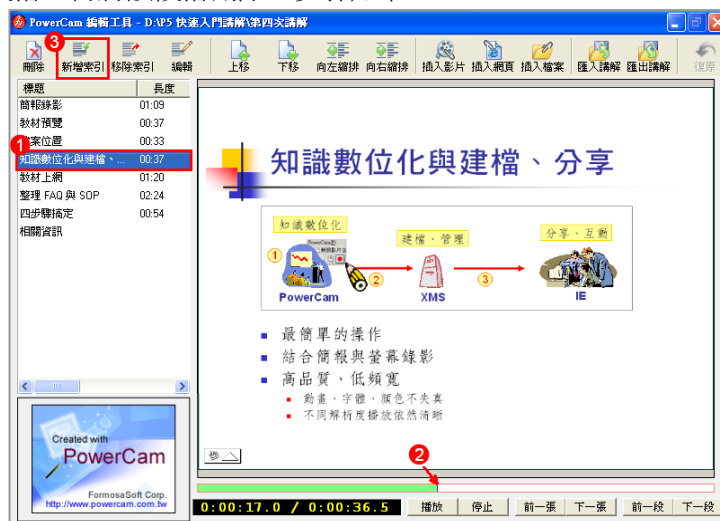 PowerCam 編輯工具 - D:\P5 快速入門講解\第四次講解
3
刪除 新增索引 移除索引 編輯 上移 下移 向左縮排 向右縮排 插入影片 插入網頁 插入檔案 匯入講解 匯出講解 復原
標題 長度
簡報錄影 01:09
教材預覽 00:37
檔案位置 00:33
1
知識數位化與建檔、... 00:37
教材上網 01:20
整理 FAQ 與 SOP 02:24
四步驟搞定 00:54
相關資訊
知識數位化與建檔、分享
知識數位化
建檔、管理
分享、互動
1
2
3
PowerCam XMS IE
最簡單的操作
結合簡報與螢幕錄影
高品質、低頻寬
動畫、字體、顏色不失真
不同解析度播放依然清晰
Created with
PowerCam
FormosaSoft Corp.
http://www.powercam.com.tw
2
0:00:17.0 / 0:00:36.5 播放 停止 前一張 下一張 前一段 下一段